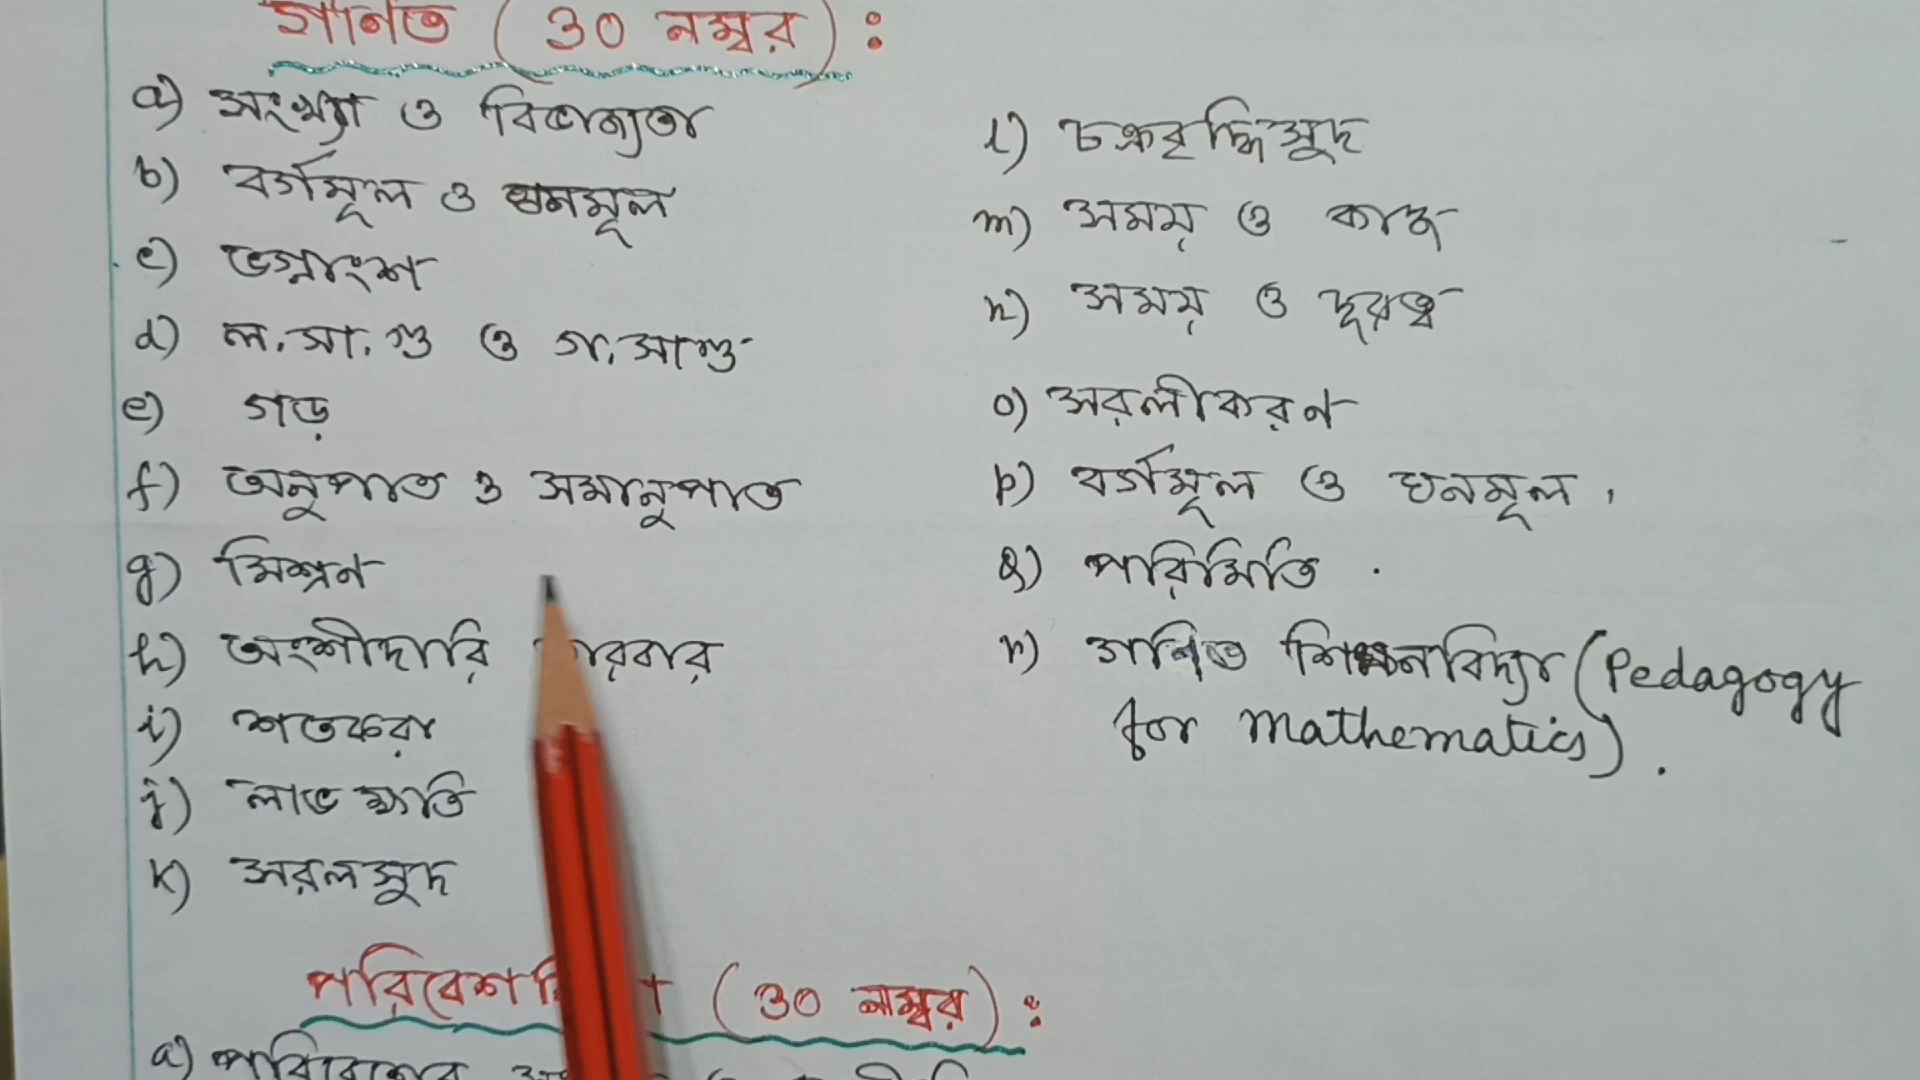 গণিত ( 30 নম্বর ) :
a) সংখ্যা ও বিভাজ্যতা
b) বর্গমূল ও ঘনমূল
c) ভগ্নাংশ
d) ল. সা. গু ও গ. সাগু
e) গড়
f) অনুপাত ও সমানুপাত
g) মিশ্রণ
h) অংশীদারি
i) শতকরা
j) লাভ ক্ষতি
k) সরলসুদ
l) চক্রবৃদ্ধিসুদ
m) সময় ও কাজ
n) সময় ও দূরত্ব
o) সরলীকরণ
p) বর্গমূল ও ঘনমূল ,
q) পরিমিতি .
r) গণিত শিক্ষনবিদ্যা (Pedagogy
for Mathematics) .
( 30 নম্বর ) :
a) পরিবেশের